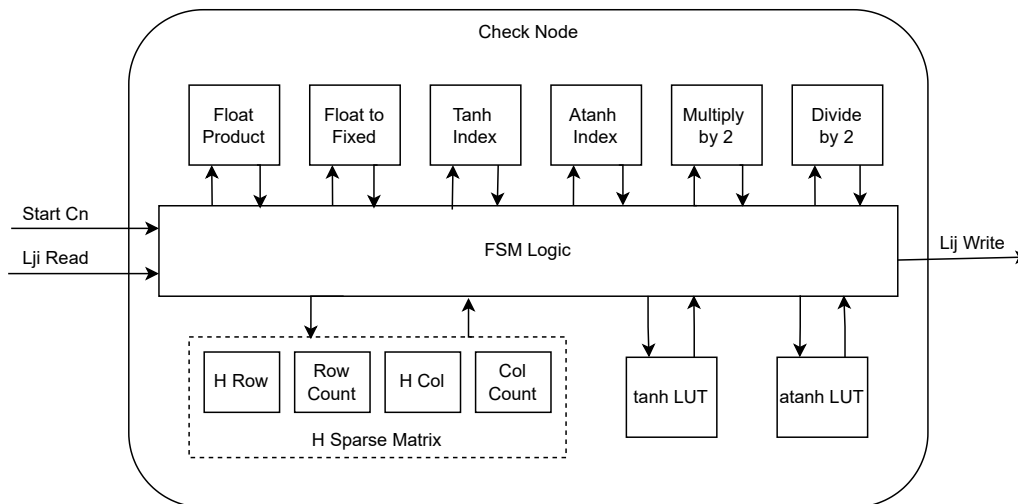 Check Node
Float
Product
Float to
Fixed
Tanh
Index
Atanh
Index
Multiply
by 2
Divide
by 2
Start Cn
Lji Read
FSM Logic
Lij Write
H Row
Row
Count
H Col
Col
Count
H Sparse Matrix
tanh LUT
atanh LUT